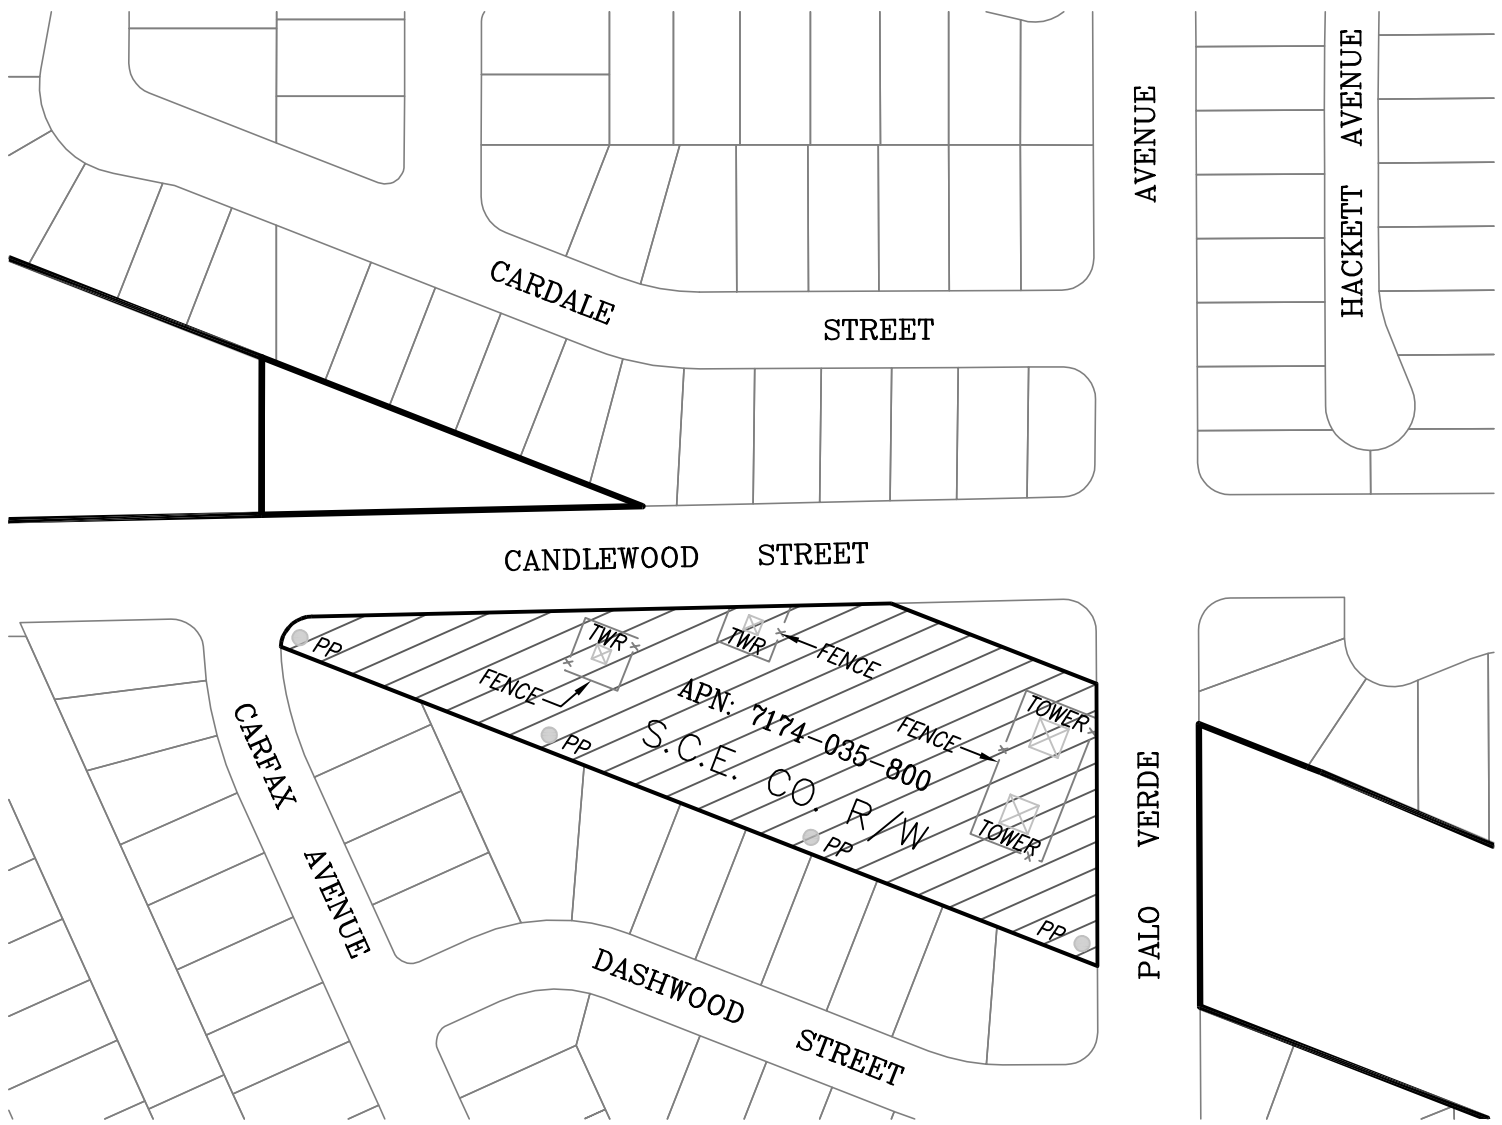 HACKETT AVENUE
CARDALE STREET
CANDLEWOOD STREET
PALO VERDE AVENUE
PP
TWR
FENCE
TWR
FENCE
APN: 7174-035-800
S.C.E. CO. R/W
PP
FENCE
TOWER
TOWER
PP
PP
CARFAX AVENUE
DASHWOOD STREET